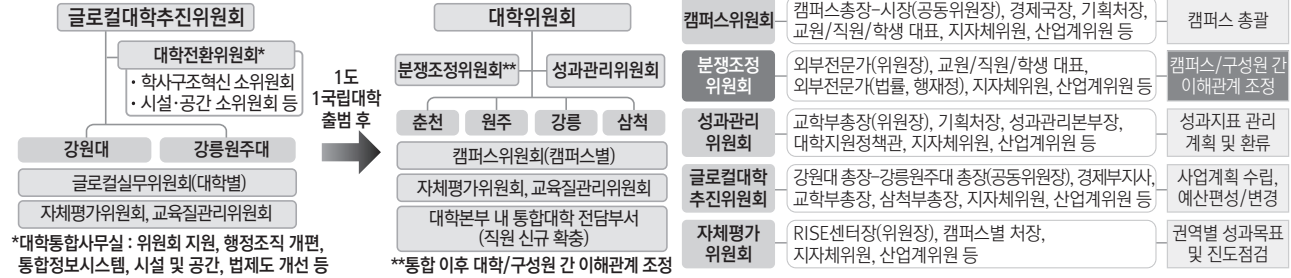 글로컬대학추진위원회
대학전환위원회*
· 학사구조혁신 소위원회
· 시설·공간 소위원회 등
강원대
강릉원주대
글로컬실무위원회(대학별)
자체평가위원회, 교육질관리위원회
*대학통합사무실 : 위원회 지원, 행정조직 개편,
통합정보시스템, 시설 및 공간, 법제도 개선 등
1도
1국립대학
출범 후
대학위원회
분쟁조정위원회**
성과관리위원회
춘천
원주
강릉
삼척
캠퍼스위원회(캠퍼스별)
자체평가위원회, 교육질관리위원회
대학본부 내 통합대학 전담부서
(직원 신규 확충)
**통합 이후 대학/구성원 간 이해관계 조정
캠퍼스위원회
캠퍼스총장-시장(공동위원장), 경제국장, 기획처장,
교원/직원/학생 대표, 지자체위원, 산업계위원 등
캠퍼스 총괄
분쟁조정
위원회
외부전문가(위원장), 교원/직원/학생 대표,
외부전문가(법률, 행재정), 지자체위원, 산업계위원 등
캠퍼스/구성원 간
이해관계 조정
성과관리
위원회
교학부총장(위원장), 기획처장, 성과관리본부장,
대학지원정책관, 지자체위원, 산업계위원 등
성과지표 관리
계획 및 환류
글로컬대학
추진위원회
강원대 총장-강릉원주대 총장(공동위원장), 경제부지사,
교학부총장, 삼척부총장, 지자체위원, 산업계위원 등
사업계획 수립,
예산편성/변경
자체평가
위원회
RISE센터장(위원장), 캠퍼스별 처장,
지자체위원, 산업계위원 등
권역별 성과목표
및 진도점검